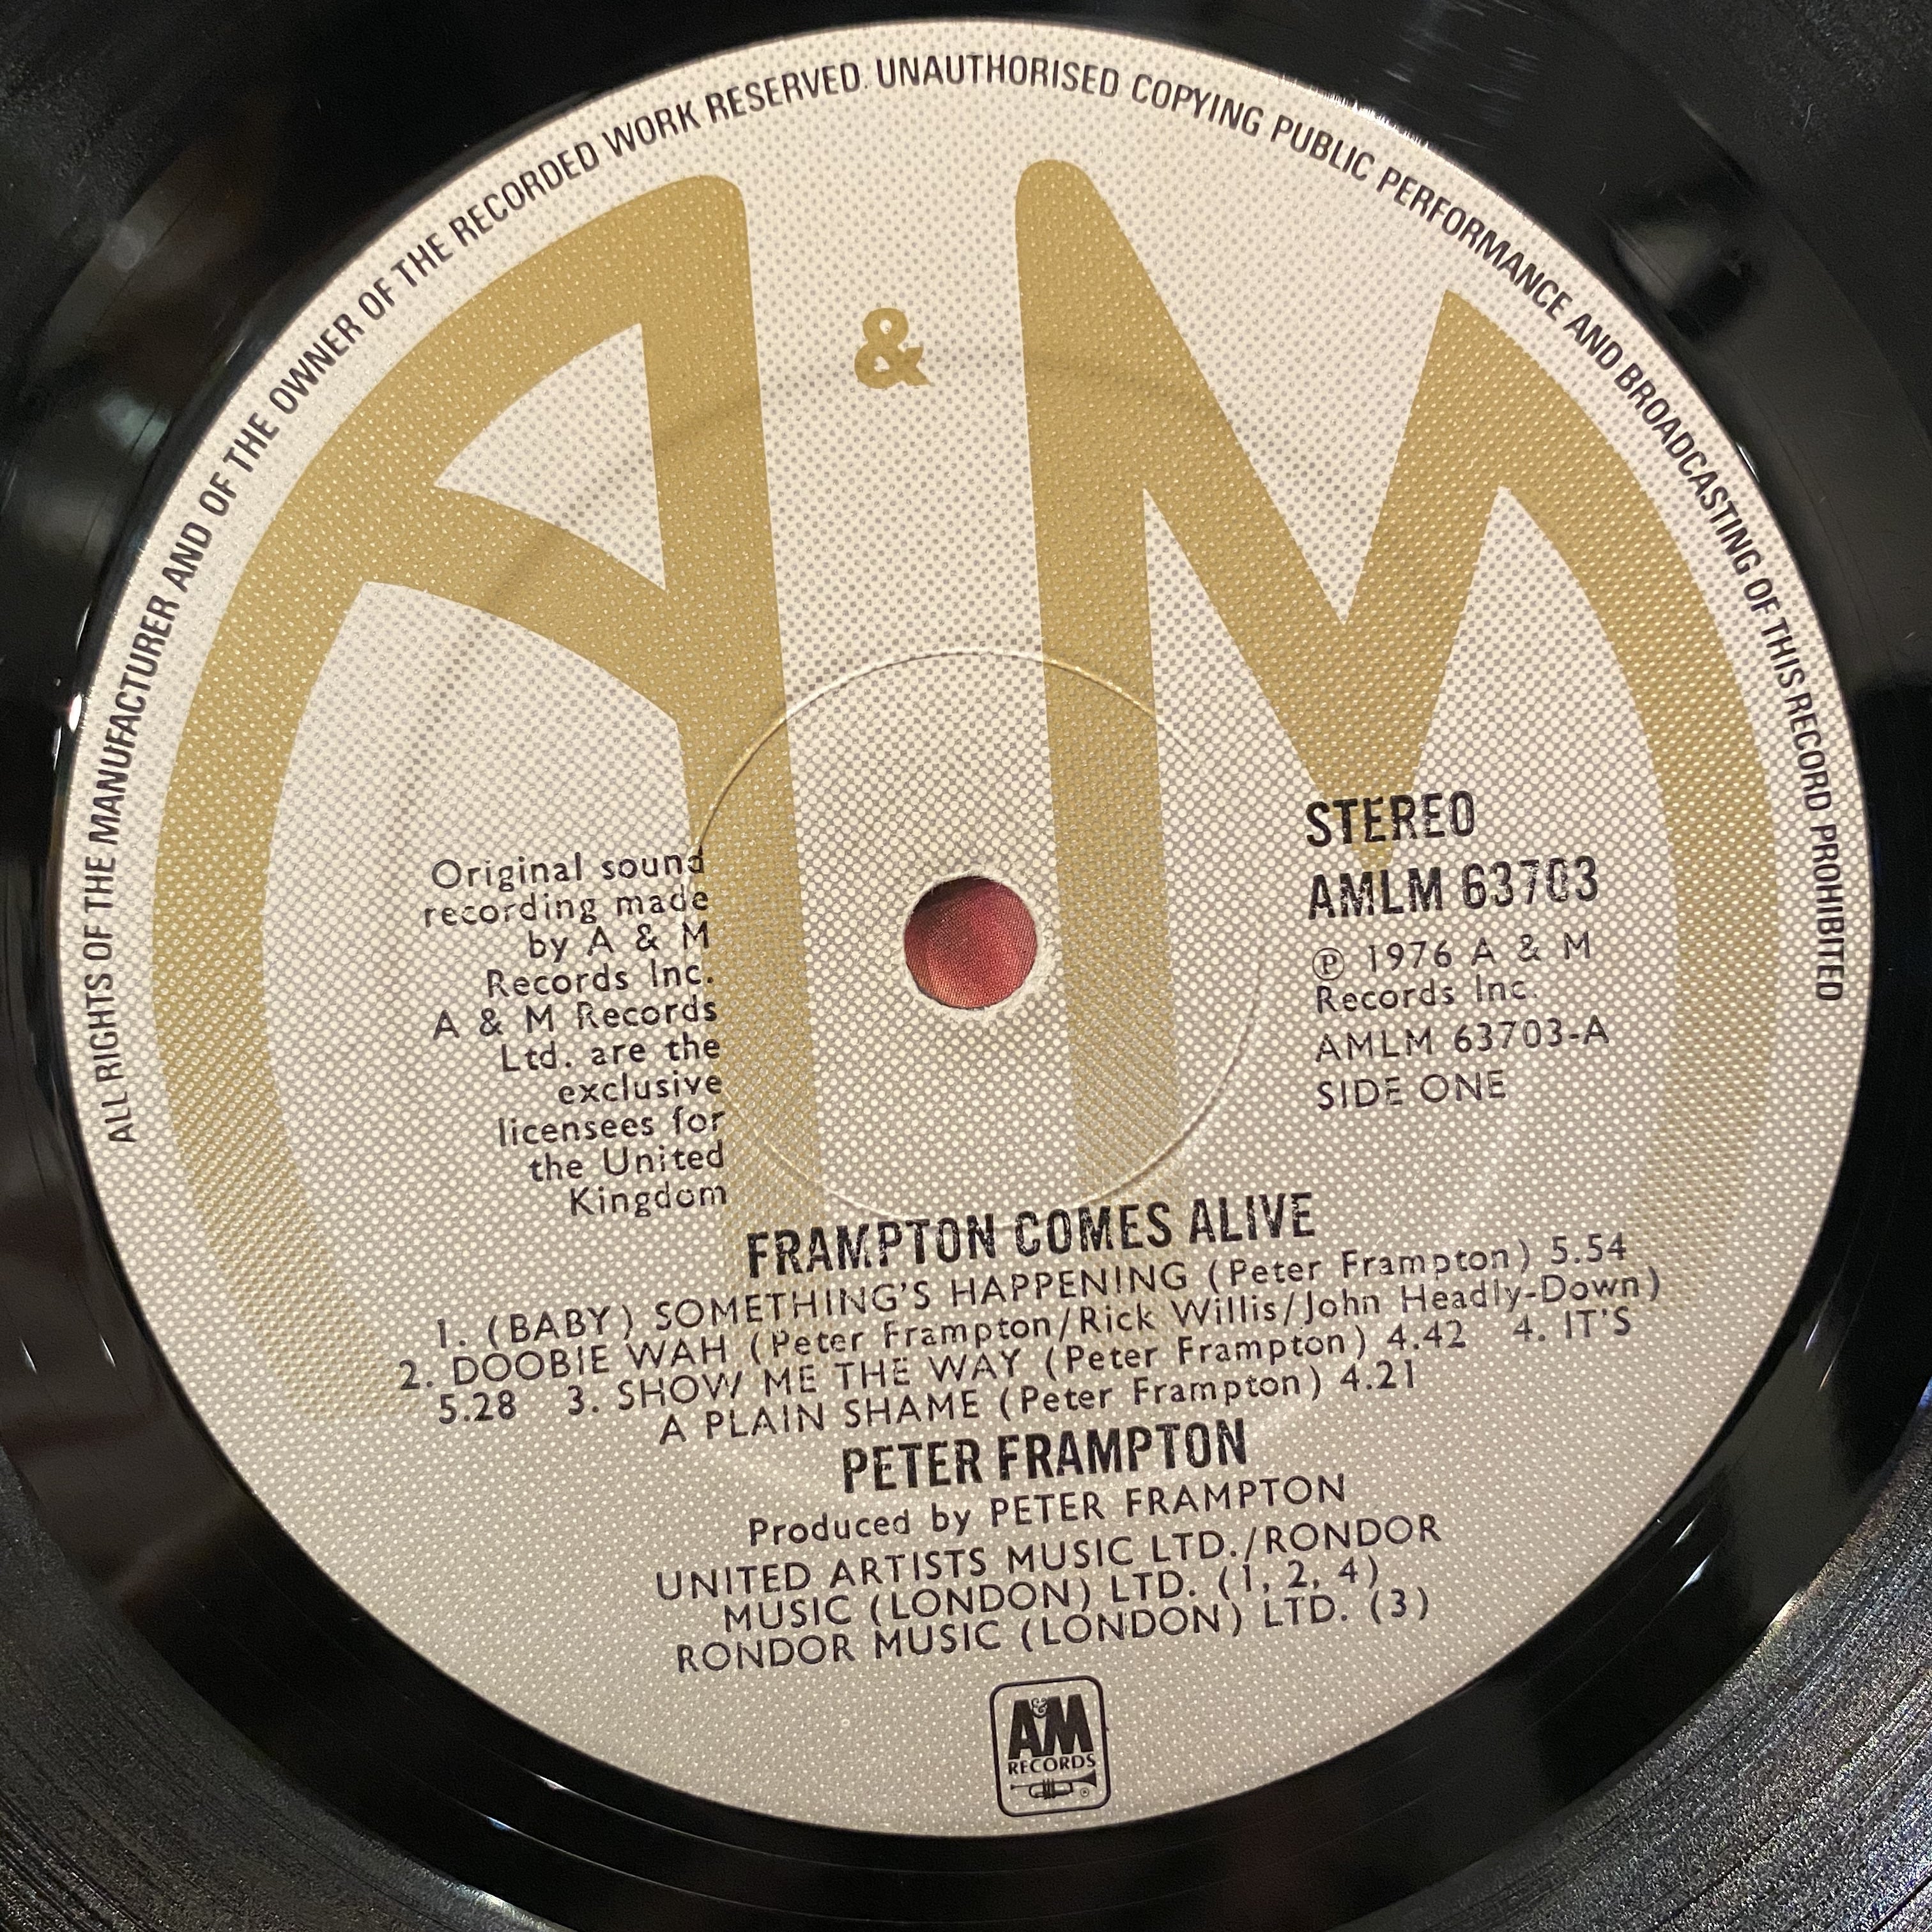 ALL RIGHTS OF THE MANUFACTURER AND OF THE OWNER OF THE RECORDED WORK RESERVED. UNAUTHORISED COPYING PUBLIC PERFORMANCE AND BROADCASTING OF THIS RECORD PROHIBITED
A & M
Original sound
recording made
by A & M
Records Inc.
A & M Records
Ltd. are the
exclusive
licensees for
the United
Kingdom
STEREO
AMLM 63703
℗ 1976 A & M
Records Inc.
AMLM 63703-A
SIDE ONE
FRAMPTON COMES ALIVE
1. (BABY) SOMETHING'S HAPPENING (Peter Frampton) 5.54
2. DOOBIE WAH (Peter Frampton/Rick Willis/John Headly-Down)
5.28 3. SHOW ME THE WAY (Peter Frampton) 4.42 4. IT'S
A PLAIN SHAME (Peter Frampton) 4.21
PETER FRAMPTON
Produced by PETER FRAMPTON
UNITED ARTISTS MUSIC LTD./RONDOR
MUSIC (LONDON) LTD. (1, 2, 4)
RONDOR MUSIC (LONDON) LTD. (3)
A&M
RECORDS
®